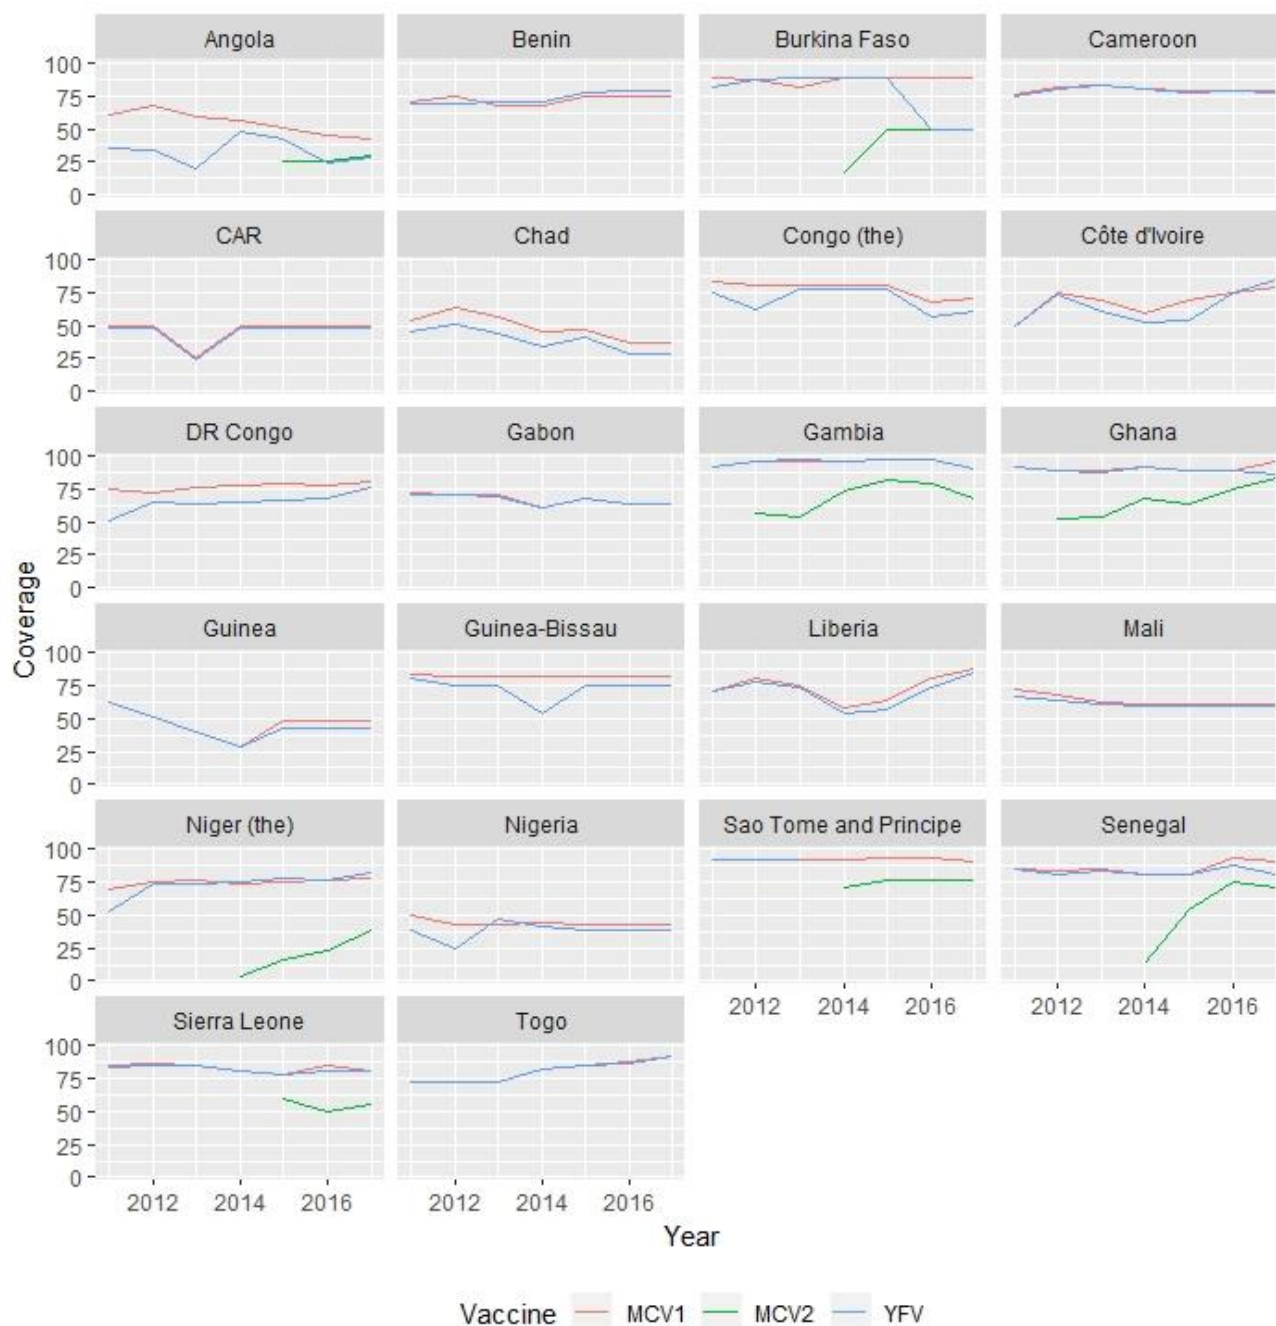 Angola Benin Burkina Faso Cameroon
100
75
50
25
0
CAR Chad Congo (the) Côte d'Ivoire
100
75
50
25
0
DR Congo Gabon Gambia Ghana
100
75
50
25
0
Coverage
Guinea Guinea-Bissau Liberia Mali
100
75
50
25
0
Niger (the) Nigeria Sao Tome and Principe Senegal
100
75
50
25
0
2012 2014 2016 2012 2014 2016
Sierra Leone Togo
100
75
50
25
0
2012 2014 2016 2012 2014 2016
Year
Vaccine MCV1 MCV2 YFV